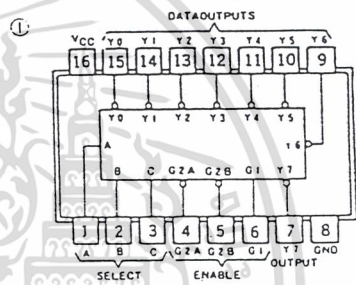 ①
DATA OUTPUTS
VCC Y0 Y1 Y2 Y3 Y4 Y5 Y6
16 15 14 13 12 11 10 9
Y0 Y1 Y2 Y3 Y4 Y5
A Y6
B C G2A G2B G1 Y7
1 2 3 4 5 6 7 8
A B C G2A G2B G1 Y7 GND
SELECT ENABLE OUTPUT